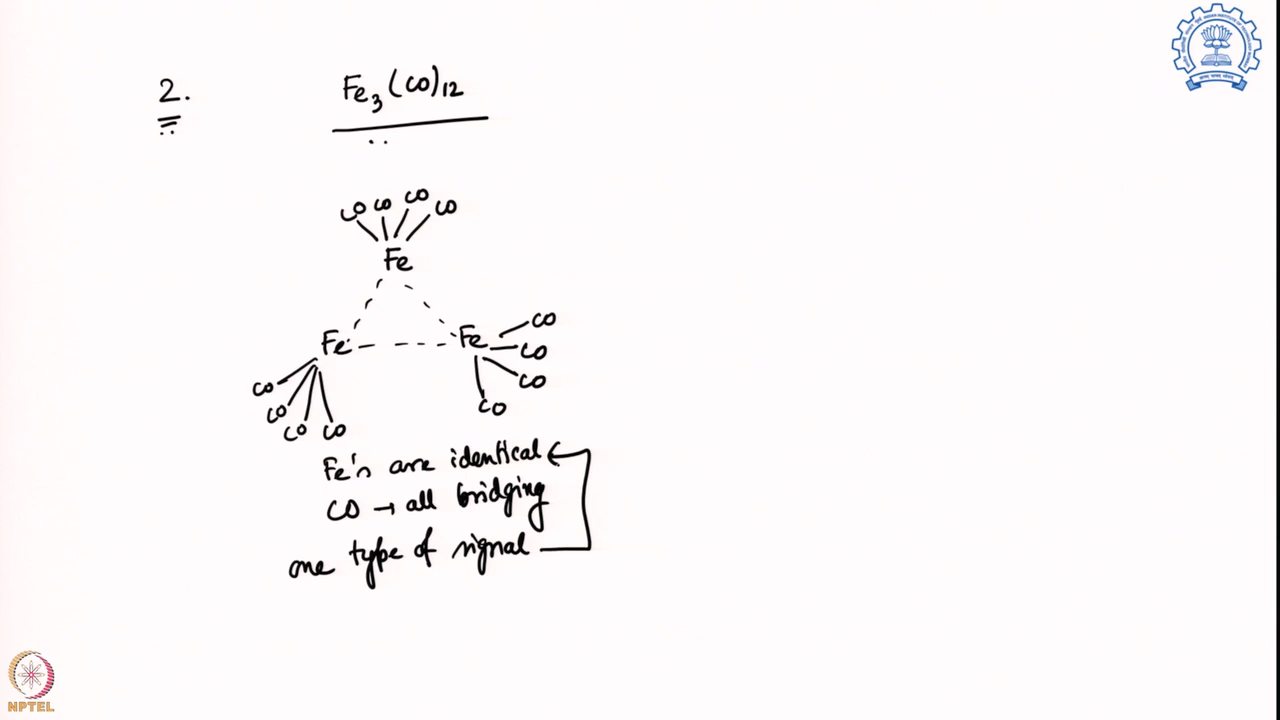 2.
Fe3(CO)12
CO CO CO CO
Fe
Fe
Fe
CO
CO
CO
CO
CO
CO
CO
CO
Fe's are identical
CO → all bridging
one type of signal
NPTEL